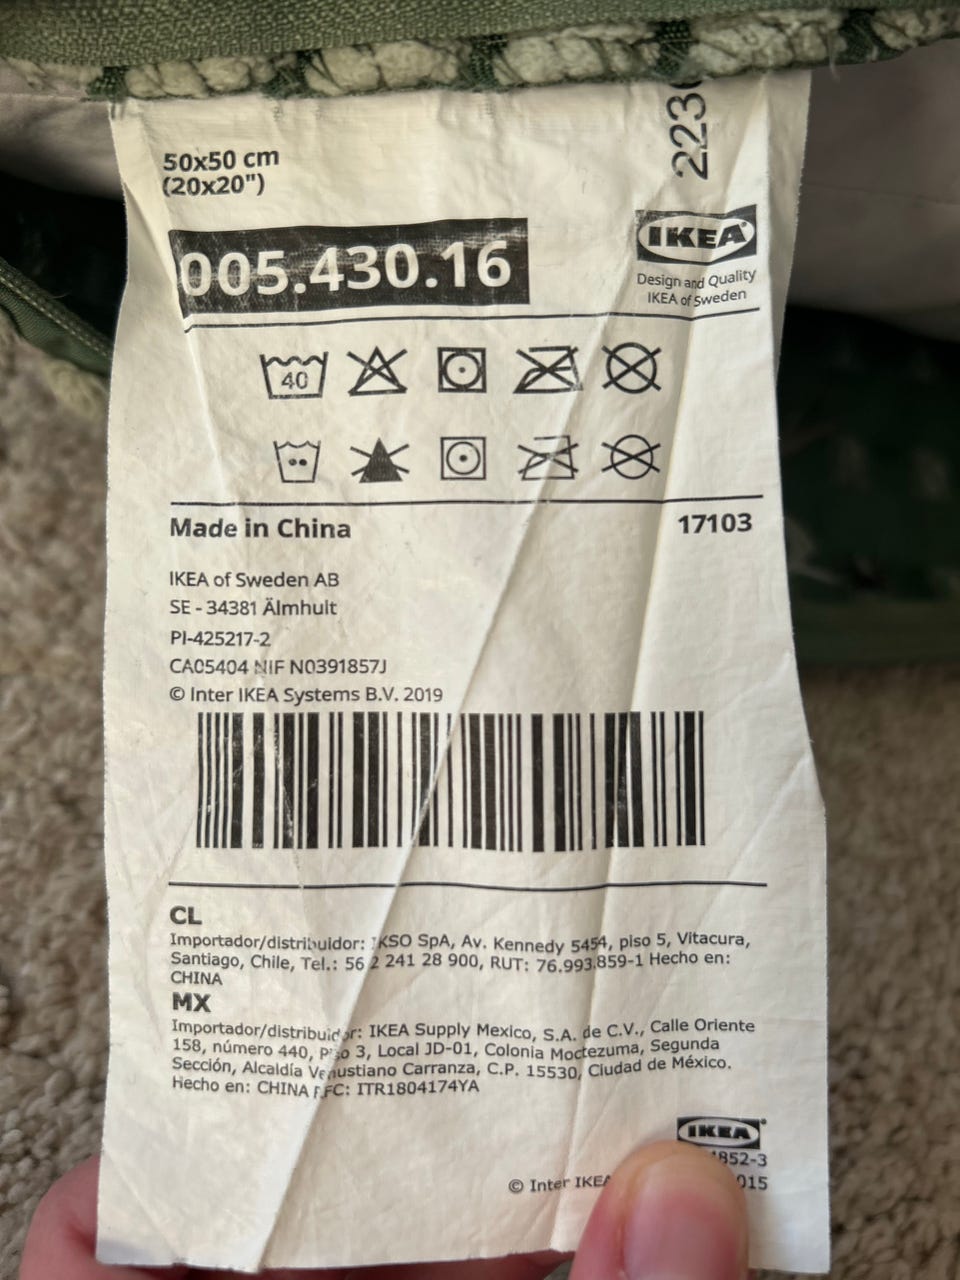 223
50x50 cm
(20x20")
005.430.16
IKEA®
Design and Quality
IKEA of Sweden
40
Made in China
17103
IKEA of Sweden AB
SE - 34381 Älmhult
PI-425217-2
CA05404 NIF N0391857J
© Inter IKEA Systems B.V. 2019
CL
Importador/distribuidor: IKSO SpA, Av. Kennedy 5454, piso 5, Vitacura,
Santiago, Chile, Tel.: 56 2 241 28 900, RUT: 76.993.859-1 Hecho en:
CHINA
MX
Importador/distribuidor: IKEA Supply Mexico, S.A. de C.V., Calle Oriente
158, número 440, Piso 3, Local JD-01, Colonia Moctezuma, Segunda
Sección, Alcaldía Venustiano Carranza, C.P. 15530, Ciudad de México.
Hecho en: CHINA RFC: ITR1804174YA
IKEA®
852-3
© Inter IKEA 015